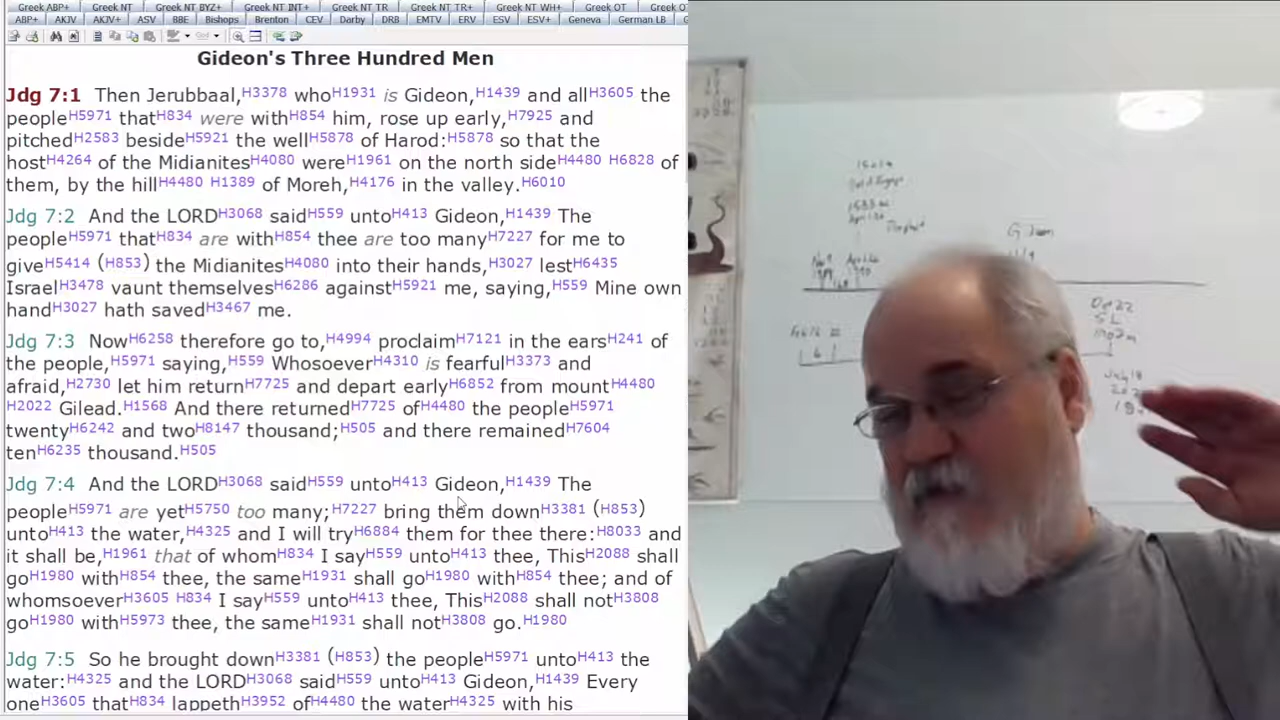 Greek ABP+ Greek NT Greek NT BYZ+ Greek NT INT+ Greek NT TR Greek NT TR+ Greek NT WH+ Greek OT Greek O
ABP+ AKJV AKJV+ ASV BBE Bishops Brenton CEV Darby DRB EMTV ERV ESV ESV+ Geneva German LB G
Gideon's Three Hundred Men
Jdg 7:1 Then Jerubbaal,H3378 whoH1931 is Gideon,H1439 and allH3605 the
peopleH5971 thatH834 were withH854 him, rose up early,H7925 and
pitchedH2583 besideH5921 the wellH5878 of Harod:H5878 so that the
hostH4264 of the MidianitesH4080 wereH1961 on the north sideH4480 H6828 of
them, by the hillH4480 H1389 of Moreh,H4176 in the valley.H6010
Jdg 7:2 And the LORDH3068 saidH559 untoH413 Gideon,H1439 The
peopleH5971 thatH834 are withH854 thee are too manyH7227 for me to
giveH5414 (H853) the MidianitesH4080 into their hands,H3027 lestH6435
IsraelH3478 vaunt themselvesH6286 againstH5921 me, saying,H559 Mine own
handH3027 hath savedH3467 me.
Jdg 7:3 NowH6258 therefore go to,H4994 proclaimH7121 in the earsH241 of
the people,H5971 saying,H559 WhosoeverH4310 is fearfulH3373 and
afraid,H2730 let him returnH7725 and depart earlyH6852 from mountH4480
H2022 Gilead.H1568 And there returnedH7725 ofH4480 the peopleH5971
twentyH6242 and twoH8147 thousand;H505 and there remainedH7604
tenH6235 thousand.H505
Jdg 7:4 And the LORDH3068 saidH559 untoH413 Gideon,H1439 The
peopleH5971 are yetH5750 too many;H7227 bring them downH3381 (H853)
untoH413 the water,H4325 and I will tryH6884 them for thee there:H8033 and
it shall be,H1961 that of whomH834 I sayH559 untoH413 thee, ThisH2088 shall
goH1980 withH854 thee, the sameH1931 shall goH1980 withH854 thee; and of
whomsoeverH3605 H834 I sayH559 untoH413 thee, ThisH2088 shall notH3808
goH1980 withH5973 thee, the sameH1931 shall notH3808 go.H1980
Jdg 7:5 So he brought downH3381 (H853) the peopleH5971 untoH413 the
water:H4325 and the LORDH3068 saidH559 untoH413 Gideon,H1439 Every
oneH3605 thatH834 lappethH3952 ofH4480 the waterH4325 with his
Oct 22
July 18